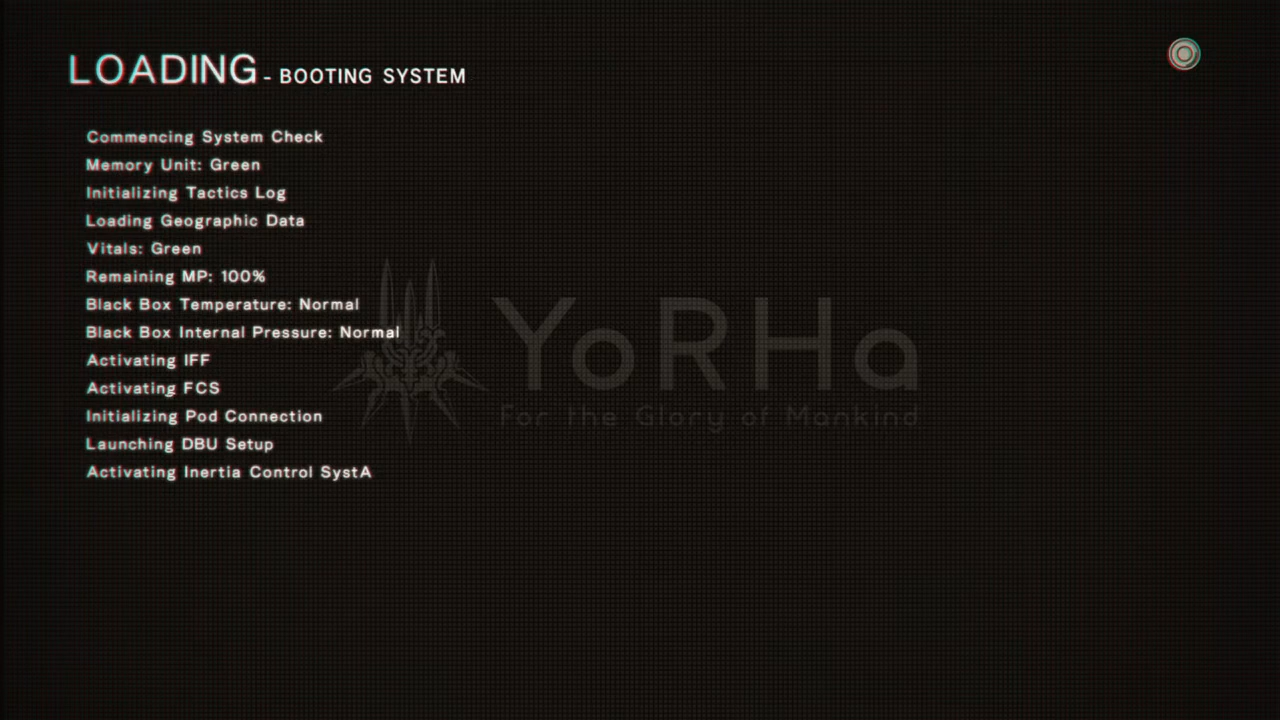 LOADING - BOOTING SYSTEM
Commencing System Check
Memory Unit: Green
Initializing Tactics Log
Loading Geographic Data
Vitals: Green
Remaining MP: 100%
Black Box Temperature: Normal
Black Box Internal Pressure: Normal
Activating IFF
Activating FCS
Initializing Pod Connection
Launching DBU Setup
Activating Inertia Control SystA
YoRHa
For the Glory of Mankind